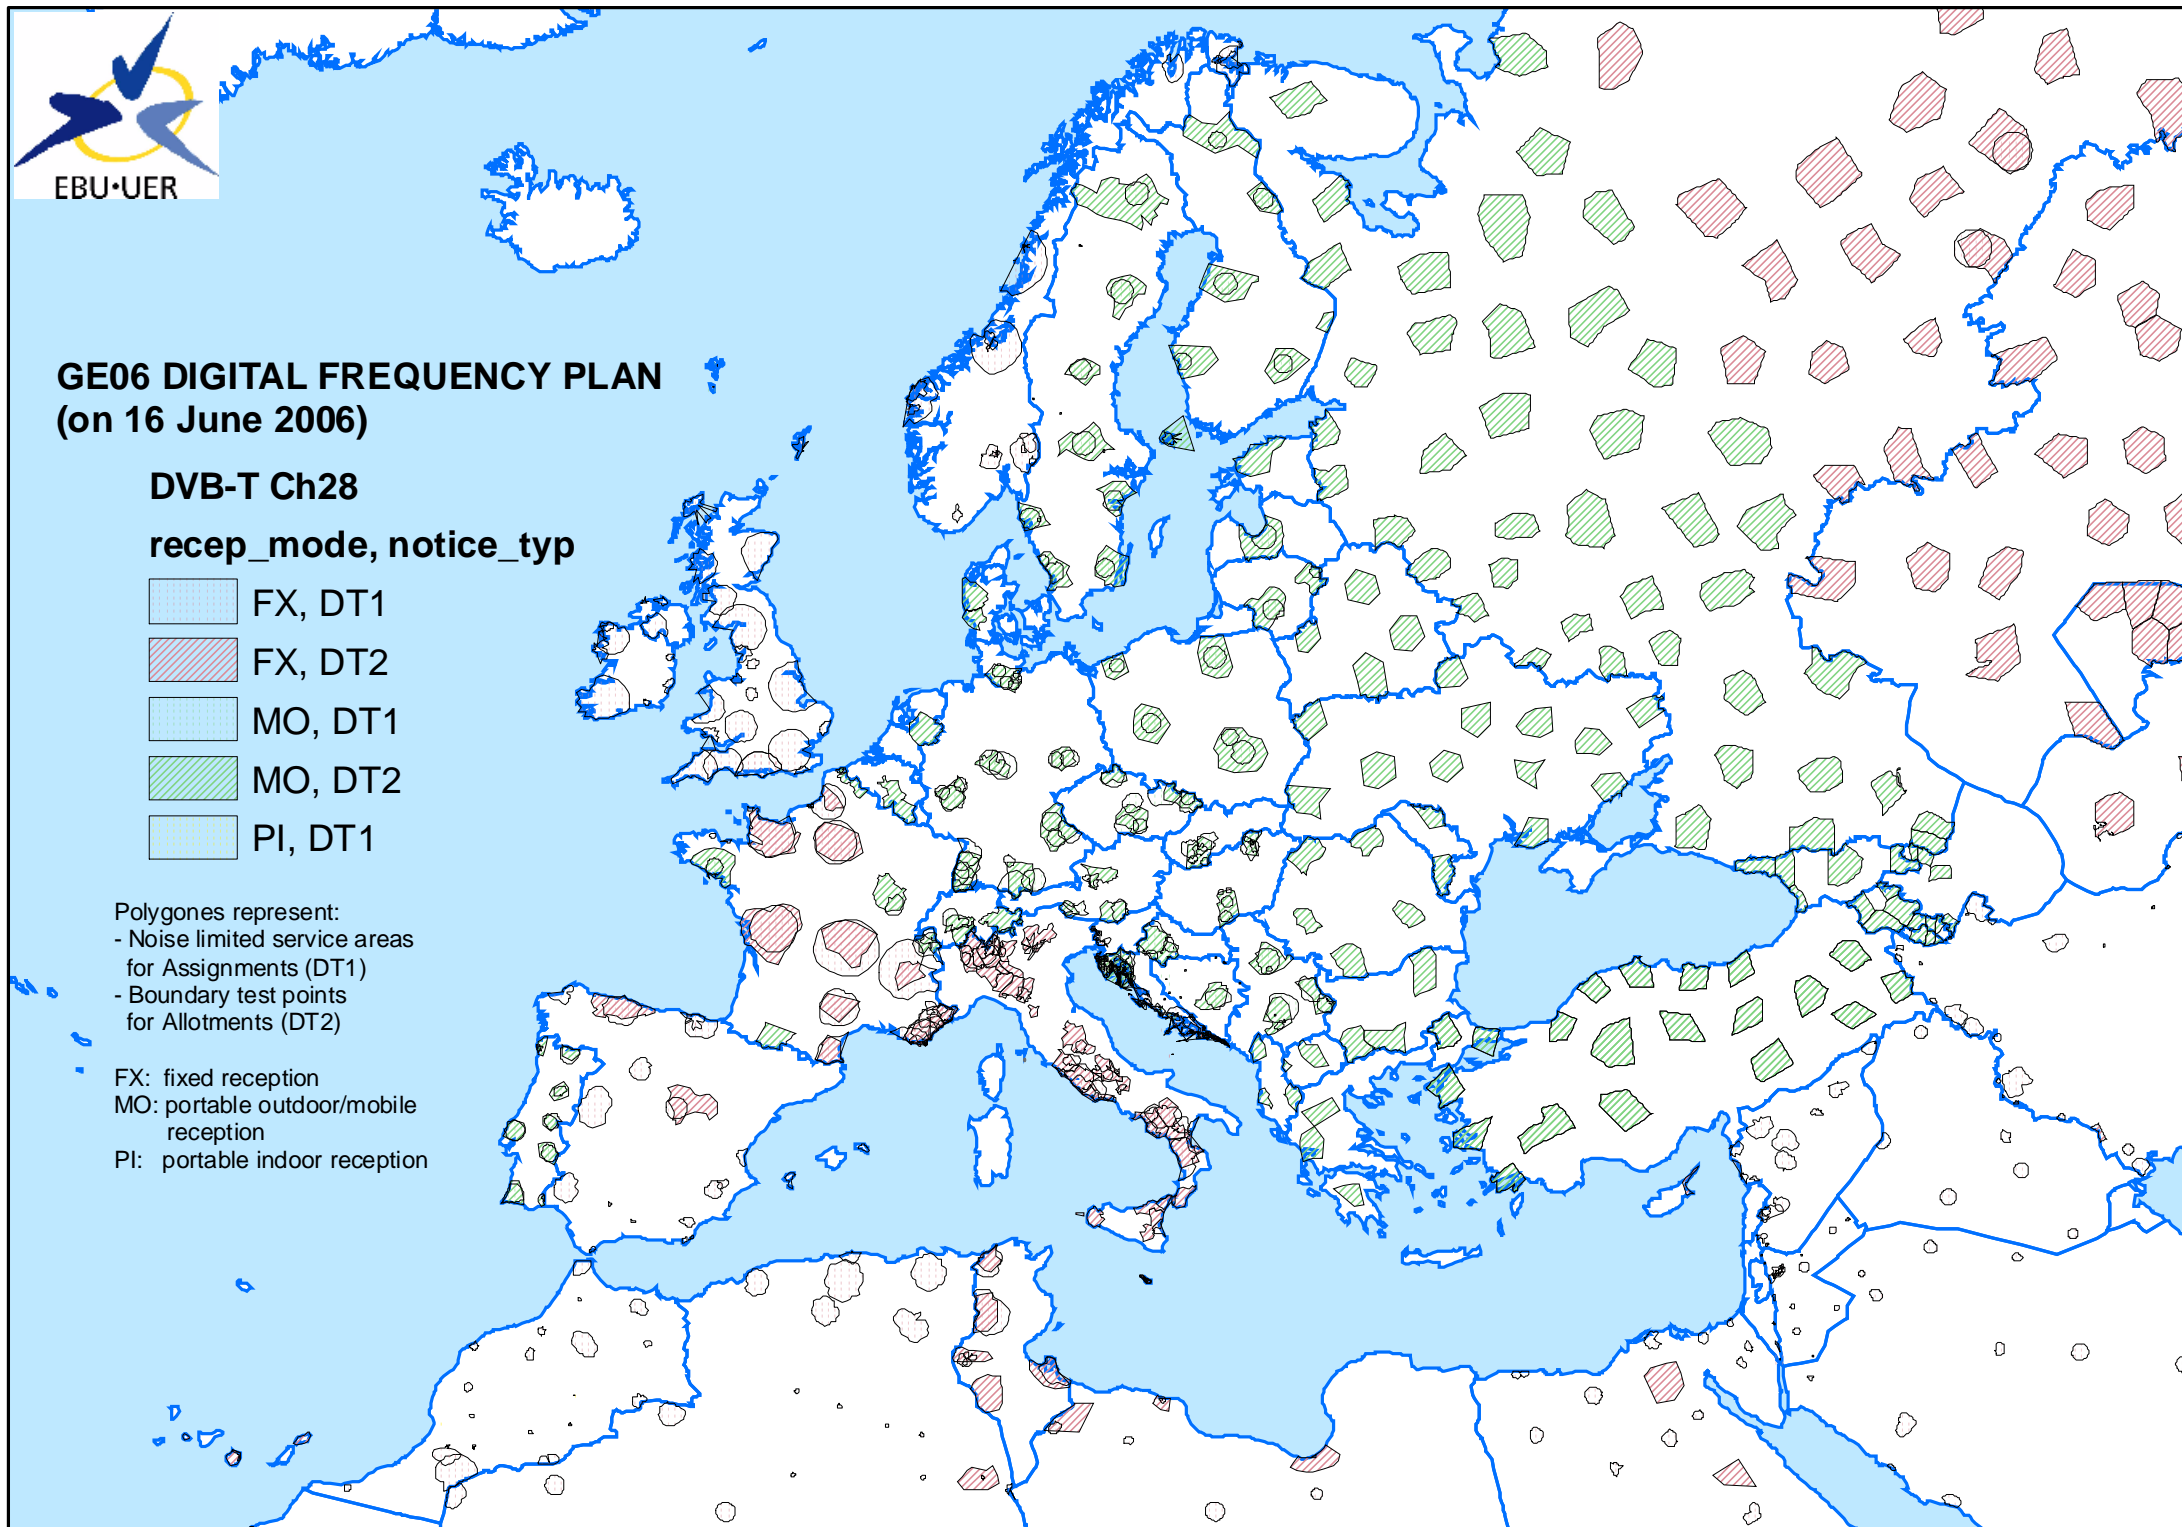 EBU·UER
GE06 DIGITAL FREQUENCY PLAN
(on 16 June 2006)
DVB-T Ch28
recep_mode, notice_typ
FX, DT1
FX, DT2
MO, DT1
MO, DT2
PI, DT1
Polygones represent:
- Noise limited service areas
for Assignments (DT1)
- Boundary test points
for Allotments (DT2)
FX: fixed reception
MO: portable outdoor/mobile
reception
PI: portable indoor reception